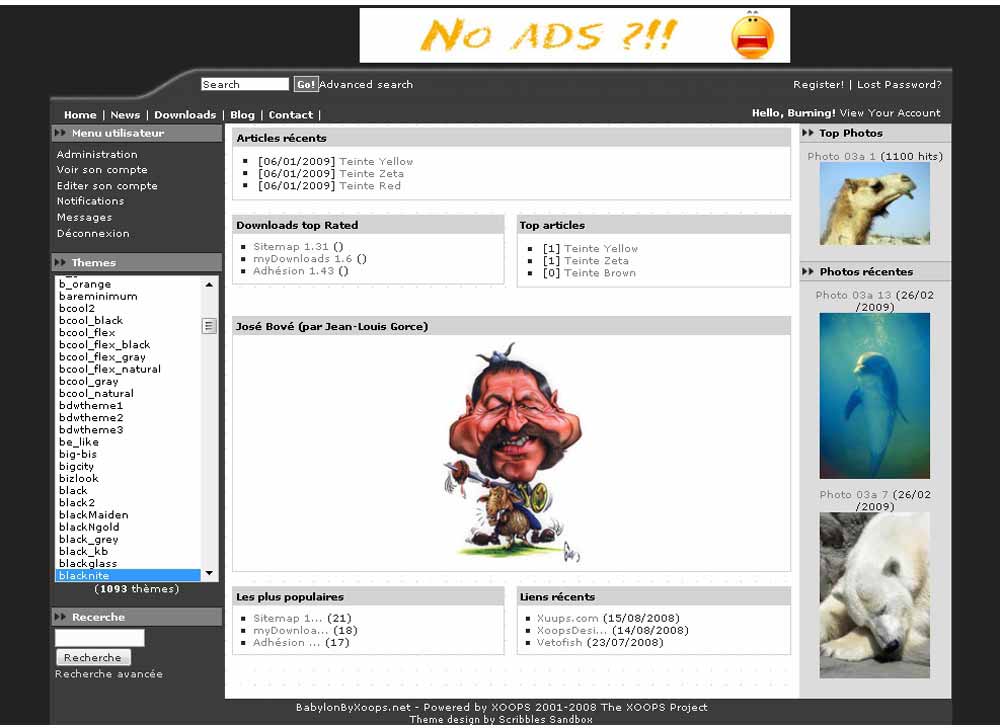 No ADS ?!!
Search Go! Advanced search
Register! | Lost Password?
Home | News | Downloads | Blog | Contact |
Hello, Burning! View Your Account
Menu utilisateur
Administration
Voir son compte
Editer son compte
Notifications
Messages
Déconnexion
Themes
b_orange
bareminimum
bcool2
bcool_black
bcool_flex
bcool_flex_black
bcool_flex_gray
bcool_flex_natural
bcool_gray
bcool_natural
bdwtheme1
bdwtheme2
bdwtheme3
be_like
big-bis
bigcity
bizlook
black
black2
blackMaiden
blackNgold
black_grey
black_kb
blackglass
blacknite
(1093 thèmes)
Recerche
Recherche
Recherche avancée
Articles récents
[06/01/2009] Teinte Yellow
[06/01/2009] Teinte Zeta
[06/01/2009] Teinte Red
Downloads top Rated
Sitemap 1.31 ()
myDownloads 1.6 ()
Adhésion 1.43 ()
Top articles
[1] Teinte Yellow
[1] Teinte Zeta
[0] Teinte Brown
José Bové (par Jean-Louis Gorce)
Les plus populaires
Sitemap 1... (21)
myDownloa... (18)
Adhésion ... (17)
Liens récents
Xuups.com (15/08/2008)
XoopsDesi... (14/08/2008)
Vetofish (23/07/2008)
Top Photos
Photo 03a 1 (1100 hits)
Photos récentes
Photo 03a 13 (26/02
/2009)
Photo 03a 7 (26/02
/2009)
BabylonByXoops.net - Powered by XOOPS 2001-2008 The XOOPS Project
Theme design by Scribbles Sandbox